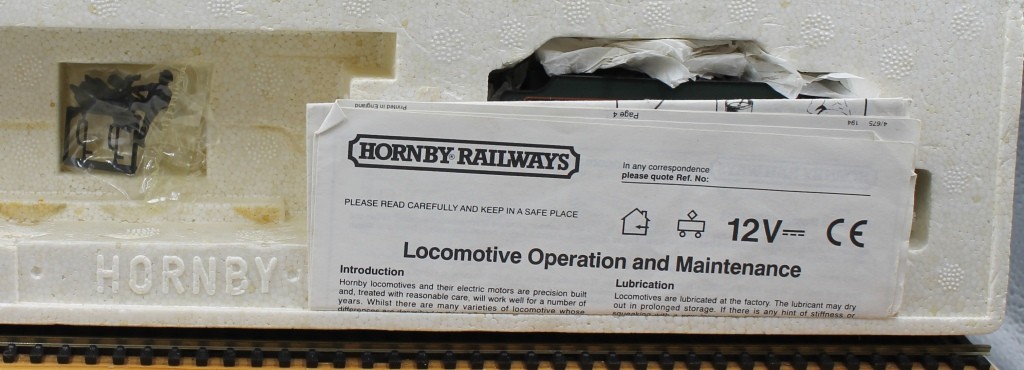 Printed in England
Page 4
4/675 194
HORNBY® RAILWAYS
In any correspondence
please quote Ref. No:
PLEASE READ CAREFULLY AND KEEP IN A SAFE PLACE
12V
CE
Locomotive Operation and Maintenance
Introduction
Hornby locomotives and their electric motors are precision built
and, treated with reasonable care, will work well for a number of
years. Whilst there are many varieties of locomotive whose
Lubrication
Locomotives are lubricated at the factory. The lubricant may dry
out in prolonged storage. If there is any hint of stiffness or
HORNBY